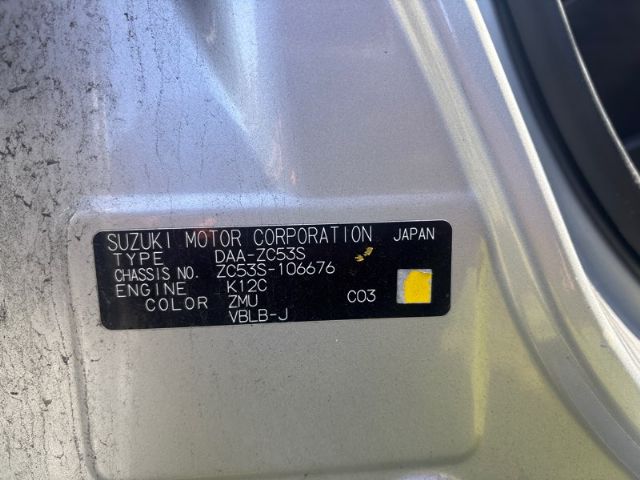 SUZUKI MOTOR CORPORATION JAPAN
TYPE DAA-ZC53S
CHASSIS NO. ZC53S-106676
ENGINE K12C
COLOR ZMU C03
VBLB-J